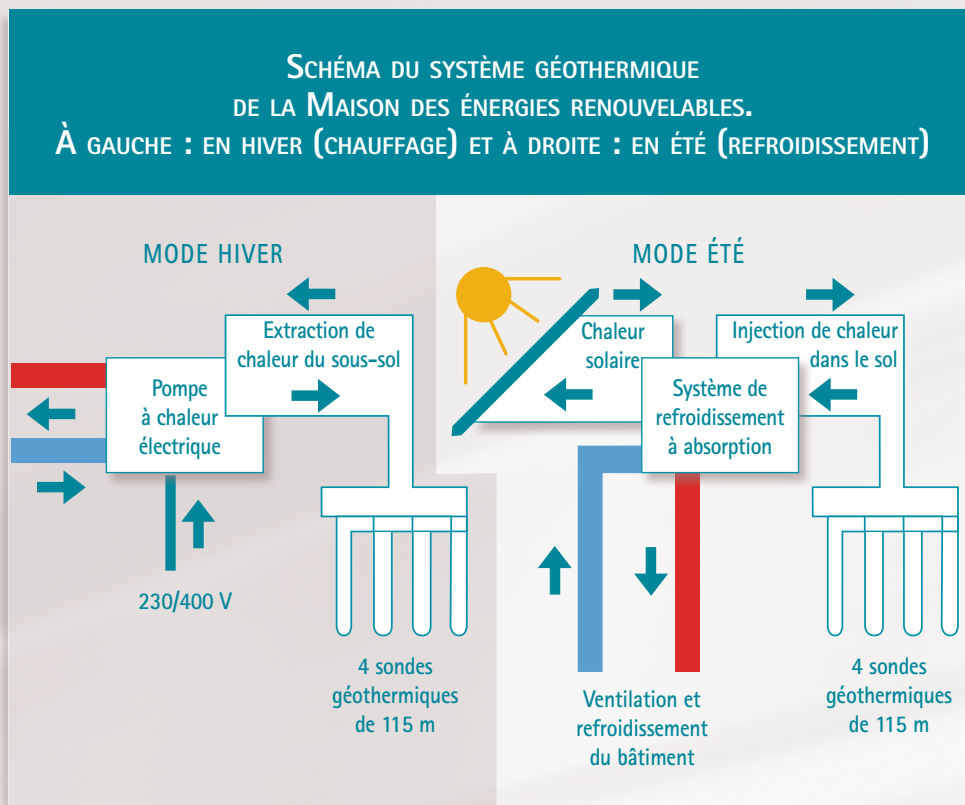 Schéma du système géothermique
de la Maison des énergies renouvelables.
À gauche : en hiver (chauffage) et à droite : en été (refroidissement)
MODE HIVER
Extraction de
chaleur du sous-sol
Pompe
à chaleur
électrique
230/400 V
4 sondes
géothermiques
de 115 m
MODE ÉTÉ
Chaleur
solaire
Injection de chaleur
dans le sol
Système de
refroidissement
à absorption
Ventilation et
refroidissement
du bâtiment
4 sondes
géothermiques
de 115 m